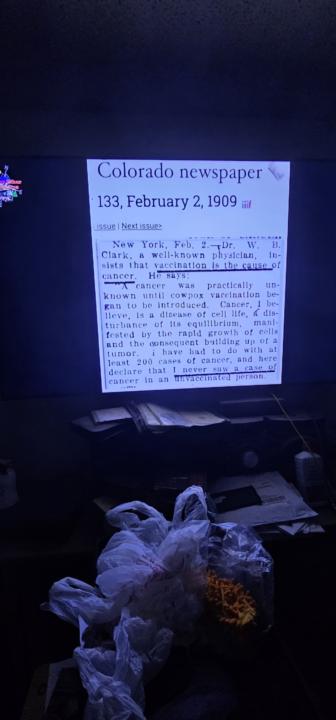 Colorado newspaper
133, February 2, 1909
issue | Next issue>
New York, Feb. 2.—Dr. W. B.
Clark, a well-known physician, in-
sists that vaccination is the cause of
cancer. He says:
"A cancer was practically un-
known until cowpox vaccination be-
gan to be introduced. Cancer, I be-
lieve, is a disease of cell life, a dis-
turbance of its equilibrium, mani-
fested by the rapid growth of cells
and the consequent building up of a
tumor. I have had to do with at
least 200 cases of cancer, and here
declare that I never saw a case of
cancer in an unvaccinated person.